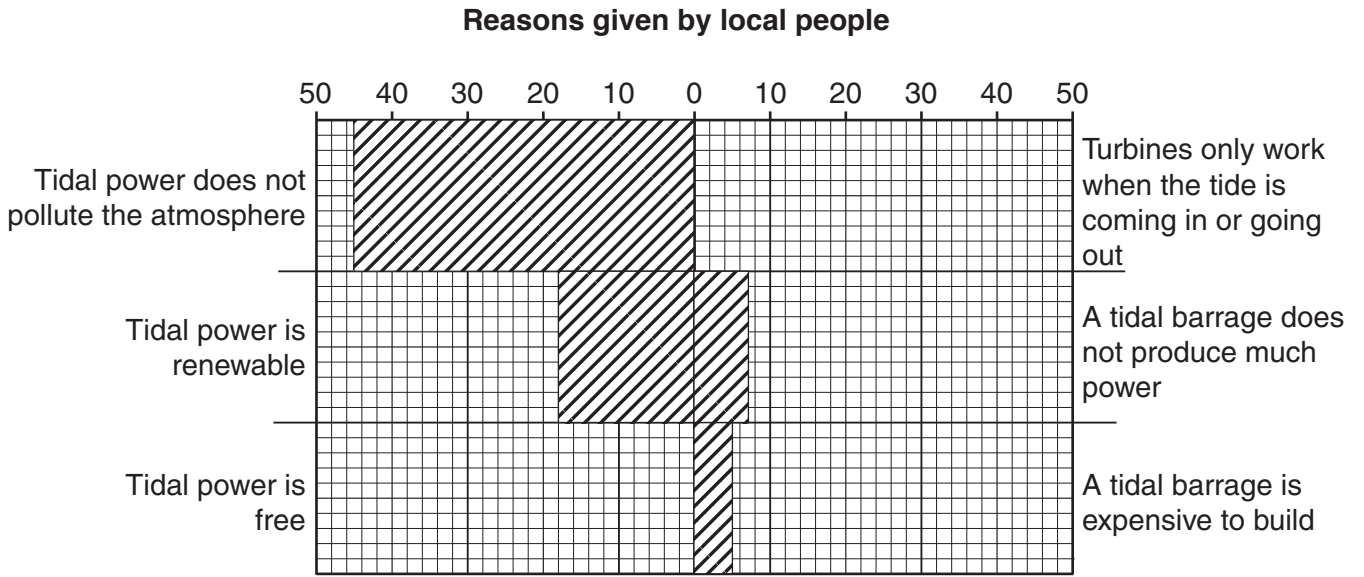 Reasons given by local people
50 40 30 20 10 0 10 20 30 40 50
Tidal power does not
pollute the atmosphere
Turbines only work
when the tide is
coming in or going
out
Tidal power is
renewable
A tidal barrage does
not produce much
power
Tidal power is
free
A tidal barrage is
expensive to build